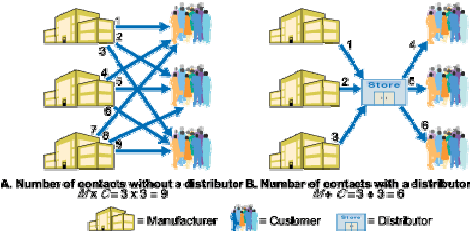 1
2
3
4
5
6
7
8
9
1
2
3
Store
4
5
6
A. Number of contacts without a distributor
M x C = 3 x 3 = 9
B. Number of contacts with a distributor
M + C = 3 + 3 = 6
= Manufacturer
= Customer
Store
= Distributor